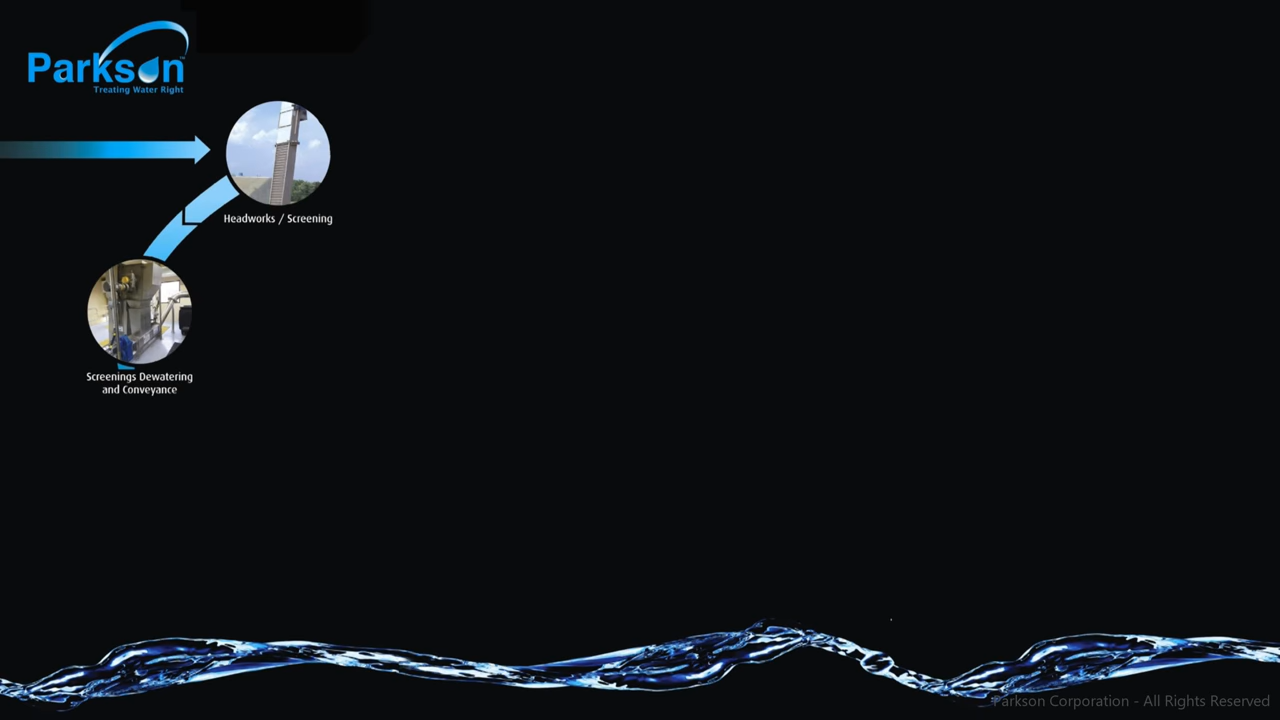 Parkson
Treating Water Right
Headworks / Screening
Screenings Dewatering
and Conveyance
Parkson Corporation - All Rights Reserved